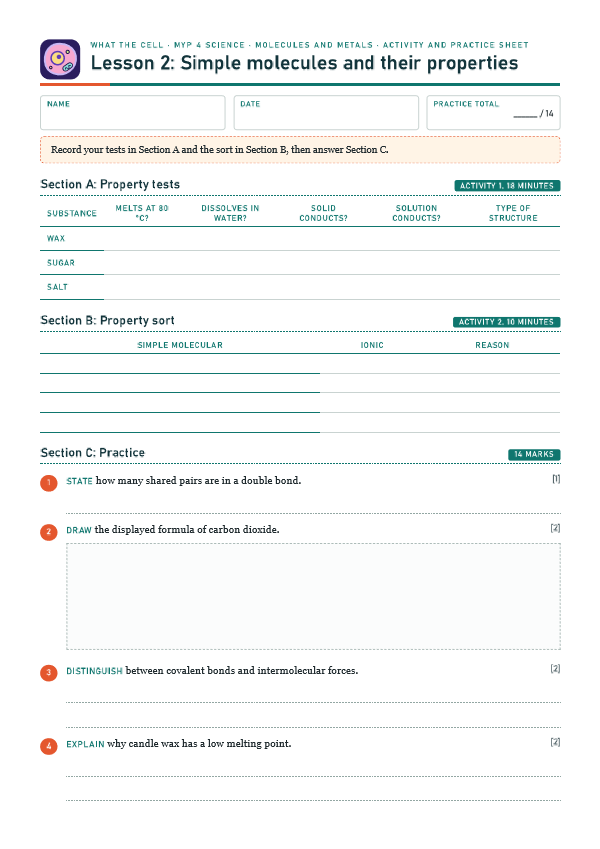 WHAT THE CELL · MYP 4 SCIENCE · MOLECULES AND METALS · ACTIVITY AND PRACTICE SHEET
Lesson 2: Simple molecules and their properties
NAME
DATE
PRACTICE TOTAL
_____ / 14
Record your tests in Section A and the sort in Section B, then answer Section C.
Section A: Property tests
ACTIVITY 1, 18 MINUTES
SUBSTANCE
MELTS AT 80
°C?
DISSOLVES IN
WATER?
SOLID
CONDUCTS?
SOLUTION
CONDUCTS?
TYPE OF
STRUCTURE
WAX
SUGAR
SALT
Section B: Property sort
ACTIVITY 2, 10 MINUTES
SIMPLE MOLECULAR
IONIC
REASON
Section C: Practice
14 MARKS
1 STATE how many shared pairs are in a double bond. [1]
2 DRAW the displayed formula of carbon dioxide. [2]
3 DISTINGUISH between covalent bonds and intermolecular forces. [2]
4 EXPLAIN why candle wax has a low melting point. [2]